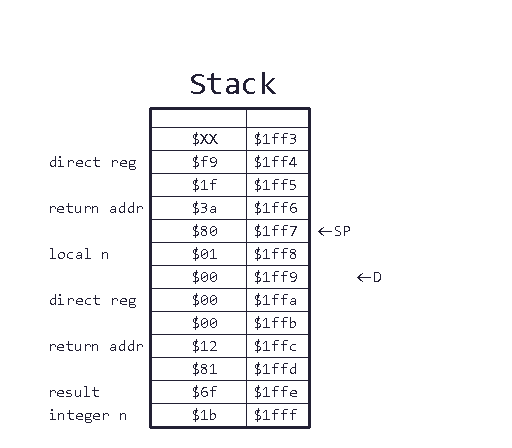 Stack
$XX $1ff3
direct reg $f9 $1ff4
$1f $1ff5
return addr $3a $1ff6
$80 $1ff7 ←SP
local n $01 $1ff8
$00 $1ff9 ←D
direct reg $00 $1ffa
$00 $1ffb
return addr $12 $1ffc
$81 $1ffd
result $6f $1ffe
integer n $1b $1fff